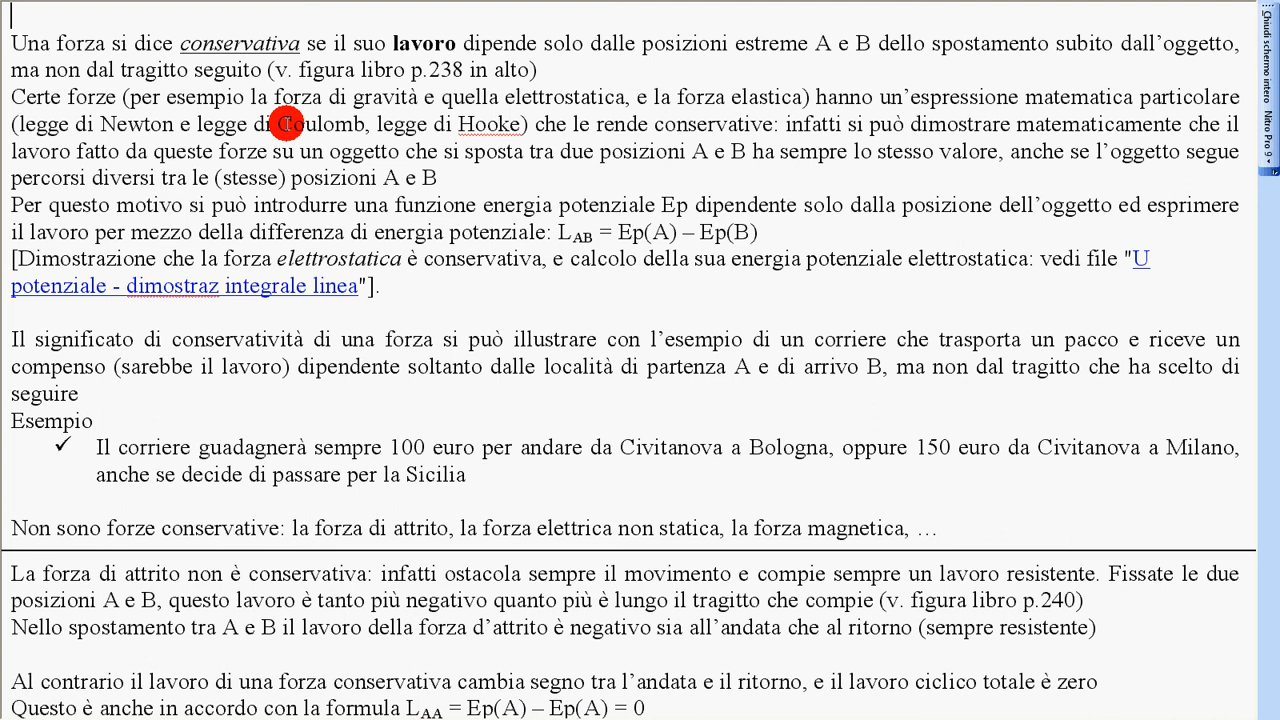 Una forza si dice conservativa se il suo lavoro dipende solo dalle posizioni estreme A e B dello spostamento subito dall'oggetto,
ma non dal tragitto seguito (v. figura libro p.238 in alto)
Certe forze (per esempio la forza di gravità e quella elettrostatica, e la forza elastica) hanno un'espressione matematica particolare
(legge di Newton e legge di Coulomb, legge di Hooke) che le rende conservative: infatti si può dimostrare matematicamente che il
lavoro fatto da queste forze su un oggetto che si sposta tra due posizioni A e B ha sempre lo stesso valore, anche se l'oggetto segue
percorsi diversi tra le (stesse) posizioni A e B
Per questo motivo si può introdurre una funzione energia potenziale Ep dipendente solo dalla posizione dell'oggetto ed esprimere
il lavoro per mezzo della differenza di energia potenziale: LAB = Ep(A) – Ep(B)
[Dimostrazione che la forza elettrostatica è conservativa, e calcolo della sua energia potenziale elettrostatica: vedi file "U
potenziale - dimostraz integrale linea"].
Il significato di conservatività di una forza si può illustrare con l'esempio di un corriere che trasporta un pacco e riceve un
compenso (sarebbe il lavoro) dipendente soltanto dalle località di partenza A e di arrivo B, ma non dal tragitto che ha scelto di
seguire
Esempio
✓ Il corriere guadagnerà sempre 100 euro per andare da Civitanova a Bologna, oppure 150 euro da Civitanova a Milano,
anche se decide di passare per la Sicilia
Non sono forze conservative: la forza di attrito, la forza elettrica non statica, la forza magnetica, …
La forza di attrito non è conservativa: infatti ostacola sempre il movimento e compie sempre un lavoro resistente. Fissate le due
posizioni A e B, questo lavoro è tanto più negativo quanto più è lungo il tragitto che compie (v. figura libro p.240)
Nello spostamento tra A e B il lavoro della forza d'attrito è negativo sia all'andata che al ritorno (sempre resistente)
Al contrario il lavoro di una forza conservativa cambia segno tra l'andata e il ritorno, e il lavoro ciclico totale è zero
Questo è anche in accordo con la formula LAA = Ep(A) – Ep(A) = 0
Chiudi schermo intero
Nitro Pro 9